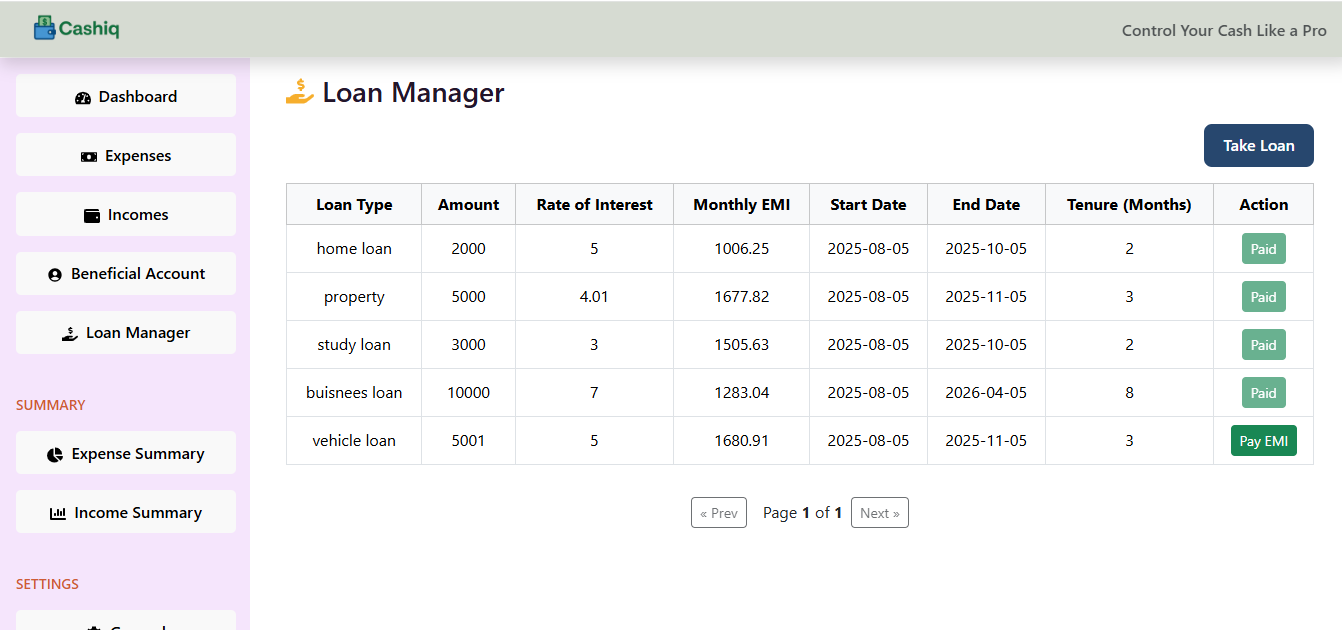 Cashiq
Control Your Cash Like a Pro
Dashboard
Expenses
Incomes
Beneficial Account
Loan Manager
SUMMARY
Expense Summary
Income Summary
SETTINGS
Loan Manager
Take Loan
Loan Type Amount Rate of Interest Monthly EMI Start Date End Date Tenure (Months) Action
home loan 2000 5 1006.25 2025-08-05 2025-10-05 2 Paid
property 5000 4.01 1677.82 2025-08-05 2025-11-05 3 Paid
study loan 3000 3 1505.63 2025-08-05 2025-10-05 2 Paid
buisnees loan 10000 7 1283.04 2025-08-05 2026-04-05 8 Paid
vehicle loan 5001 5 1680.91 2025-08-05 2025-11-05 3 Pay EMI
« Prev Page 1 of 1 Next »